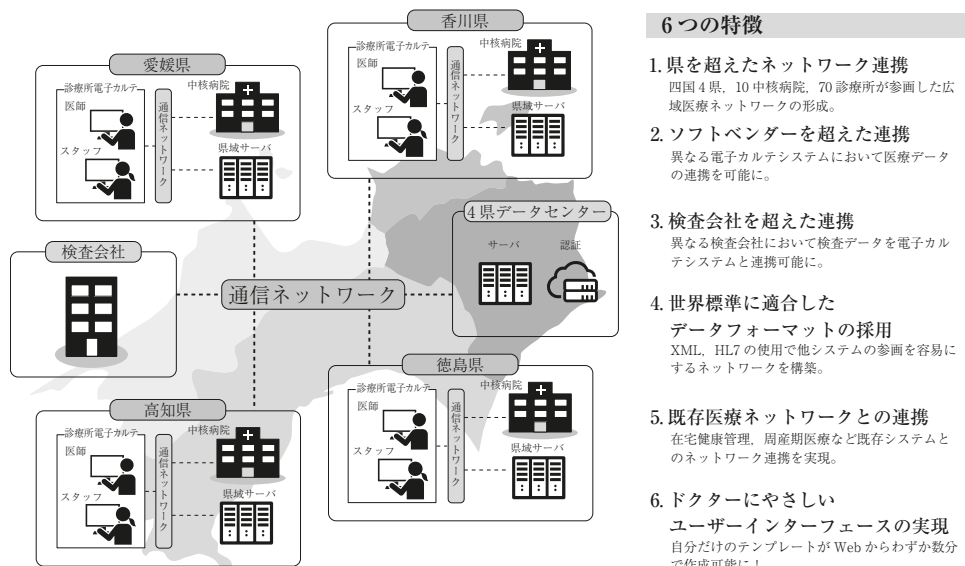 香川県
診療所電子カルテ
医師
スタッフ
通信ネットワーク
中核病院
県域サーバ
愛媛県
診療所電子カルテ
医師
スタッフ
通信ネットワーク
中核病院
県域サーバ
4県データセンター
サーバ
認証
検査会社
通信ネットワーク
徳島県
診療所電子カルテ
医師
スタッフ
通信ネットワーク
中核病院
県域サーバ
高知県
診療所電子カルテ
医師
スタッフ
通信ネットワーク
中核病院
県域サーバ
6つの特徴
1. 県を超えたネットワーク連携
四国4県，10中核病院，70診療所が参画した広
域医療ネットワークの形成。
2. ソフトベンダーを超えた連携
異なる電子カルテシステムにおいて医療データ
の連携を可能に。
3. 検査会社を超えた連携
異なる検査会社において検査データを電子カル
テシステムと連携可能に。
4. 世界標準に適合した
データフォーマットの採用
XML，HL7の使用で他システムの参画を容易に
するネットワークを構築。
5. 既存医療ネットワークとの連携
在宅健康管理，周産期医療など既存システムと
のネットワーク連携を実現。
6. ドクターにやさしい
ユーザーインターフェースの実現
自分だけのテンプレートがWebからわずか数分
で作成可能に！